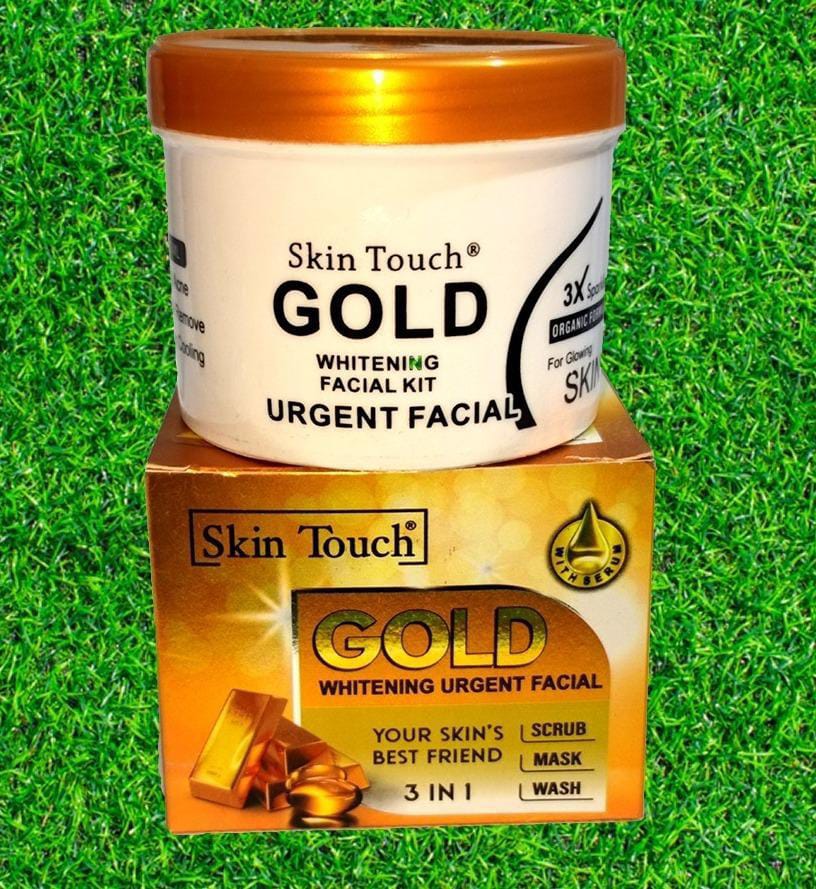 Skin Touch®
GOLD
WHITENING
FACIAL KIT
URGENT FACIAL
3X
ORGANIC
For Glowing
SKIN
Skin Touch®
WITH SERUM
GOLD
WHITENING URGENT FACIAL
YOUR SKIN'S
BEST FRIEND
3 IN 1
SCRUB
MASK
WASH